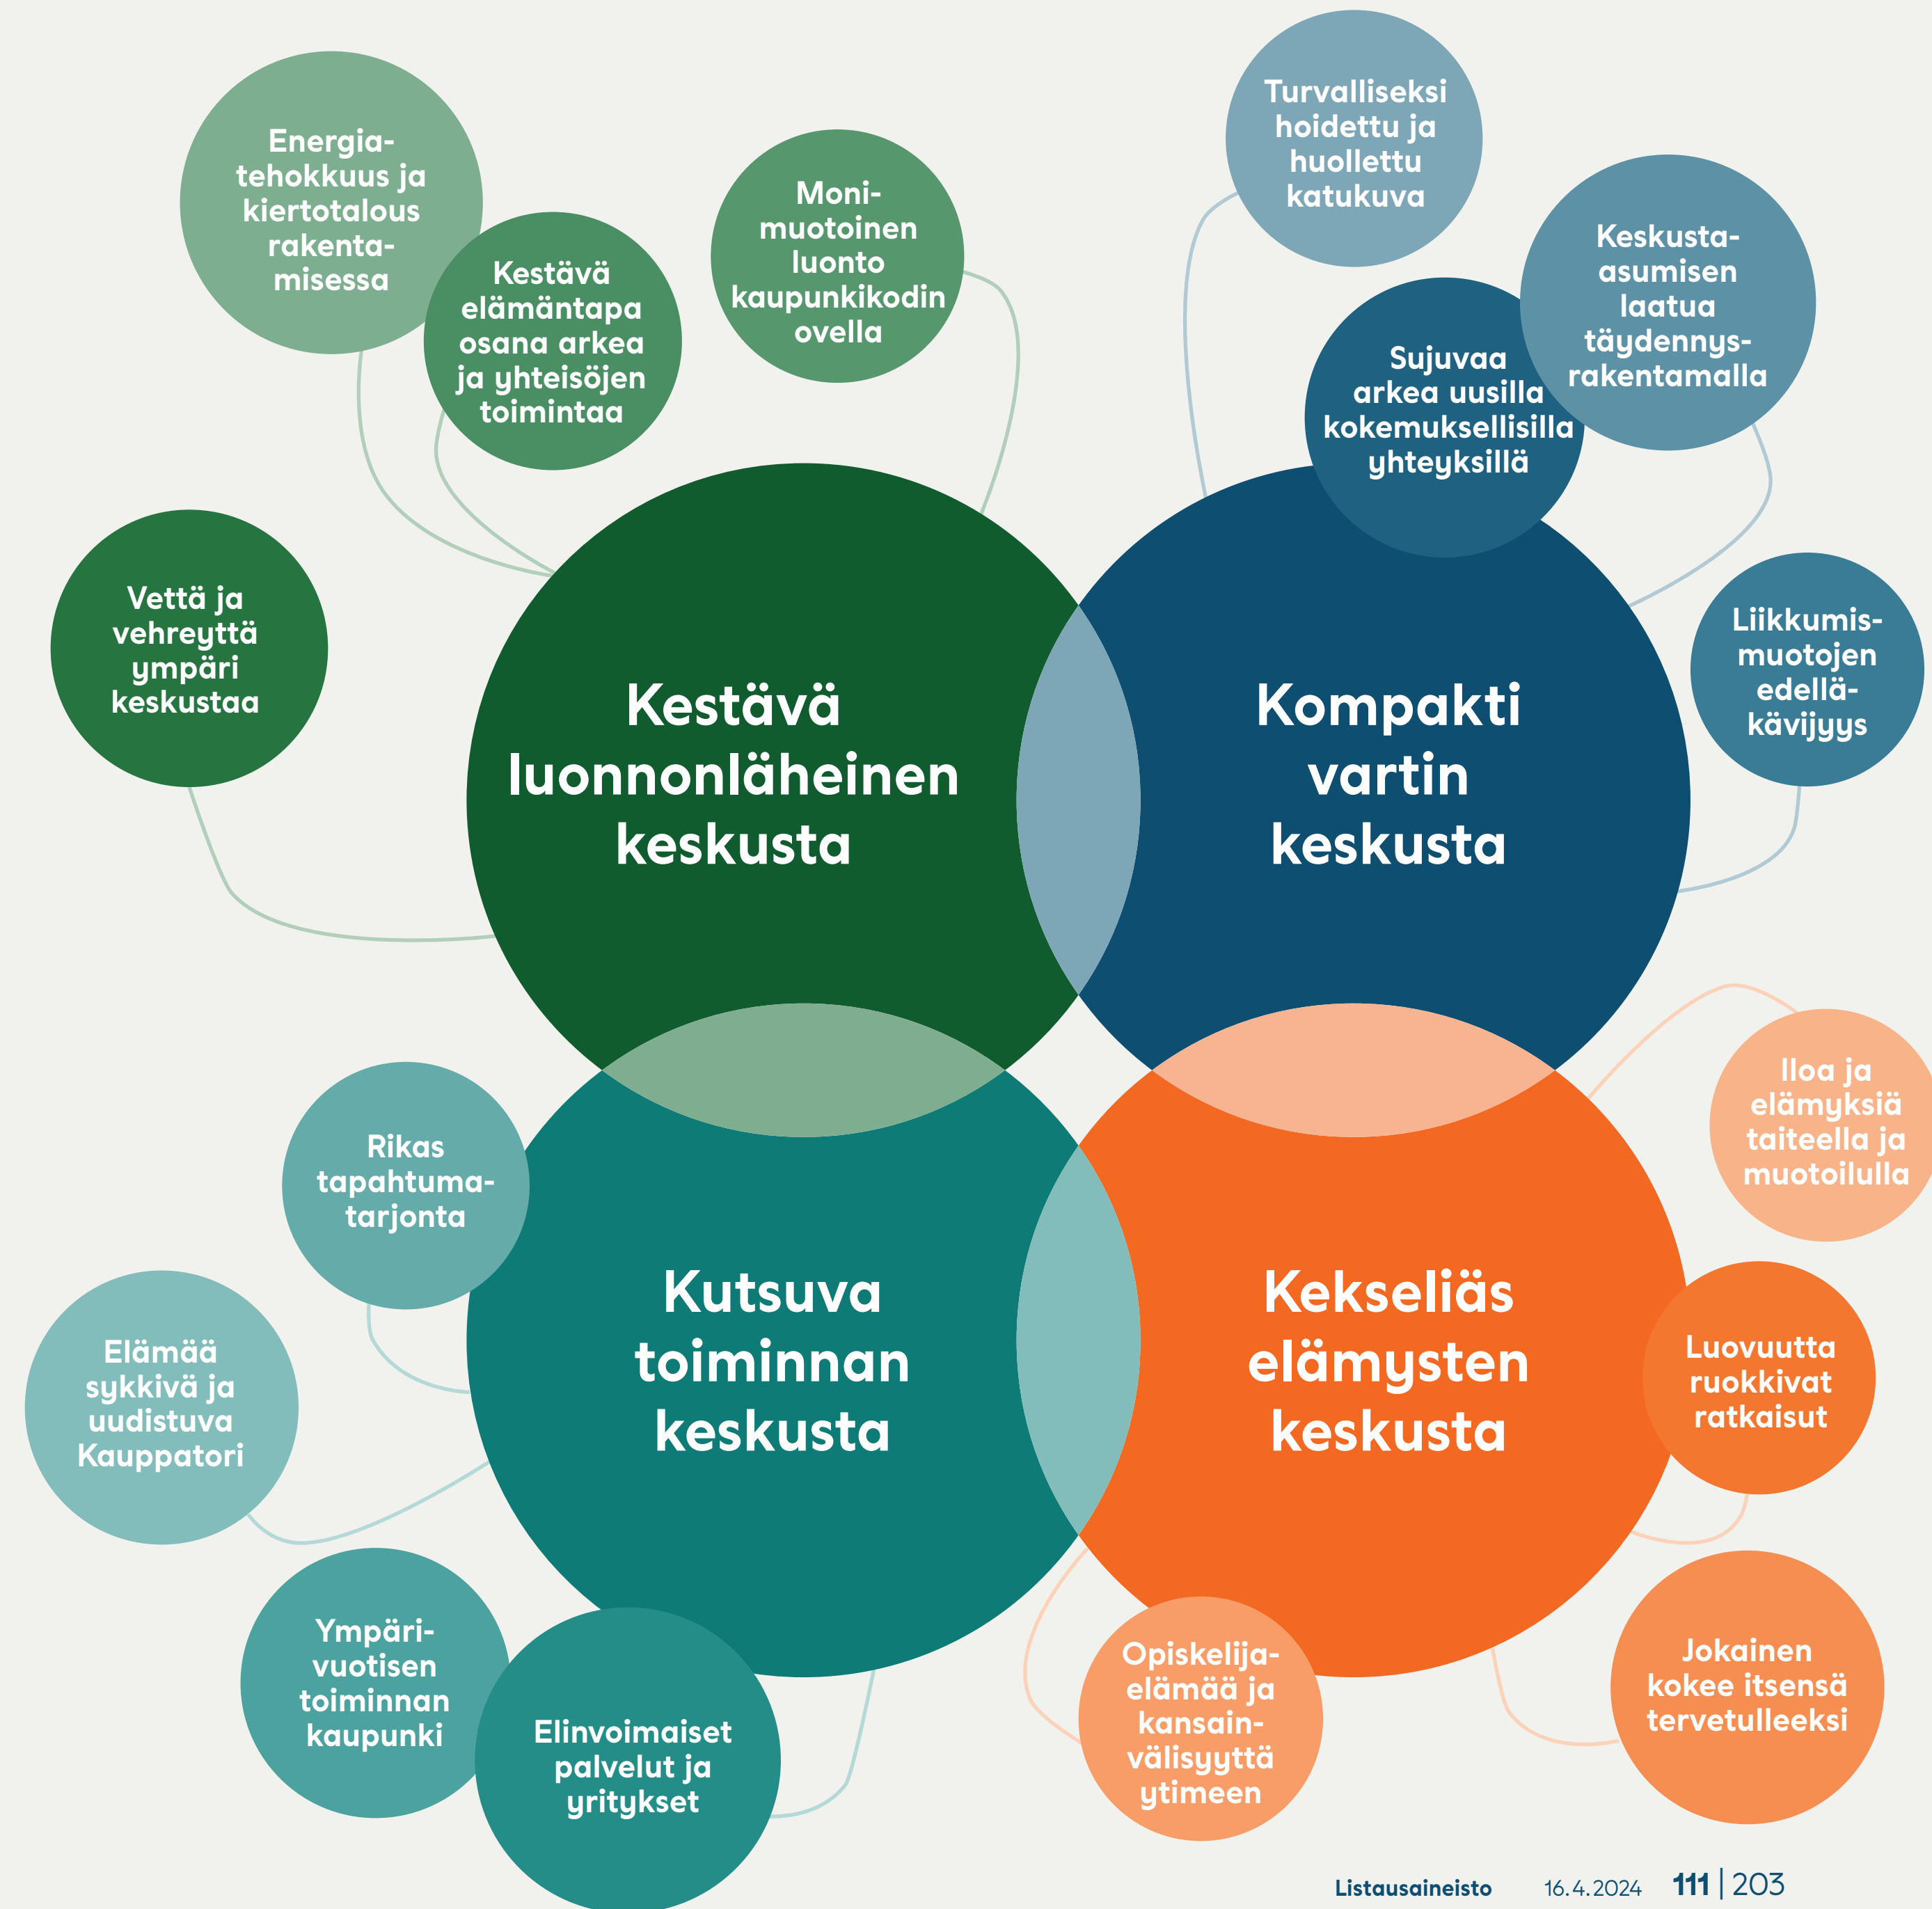 Energia-
tehokkuus ja
kiertotalous
rakenta-
misessa
Kestävä
elämäntapa
osana arkea
ja yhteisöjen
toimintaa
Moni-
muotoinen
luonto
kaupunkikodin
ovella
Vettä ja
vehreyttä
ympäri
keskustaa
Kestävä
luonnonläheinen
keskusta
Turvalliseksi
hoidettu ja
huollettu
katukuva
Sujuvaa
arkea uusilla
kokemuksellisilla
yhteyksillä
Keskusta-
asumisen
laatua
täydennys-
rakentamalla
Liikkumis-
muotojen
edellä-
kävijyys
Kompakti
vartin
keskusta
Rikas
tapahtuma-
tarjonta
Elämää
sykkivä ja
uudistuva
Kauppatori
Ympäri-
vuotisen
toiminnan
kaupunki
Elinvoimaiset
palvelut ja
yritykset
Kutsuva
toiminnan
keskusta
Kekseliäs
elämysten
keskusta
Iloa ja
elämyksiä
taiteella ja
muotoilulla
Luovuutta
ruokkivat
ratkaisut
Opiskelija-
elämää ja
kansain-
välisyyttä
ytimeen
Jokainen
kokee itsensä
tervetulleeksi
Listausaineisto 16.4.2024 111 | 203